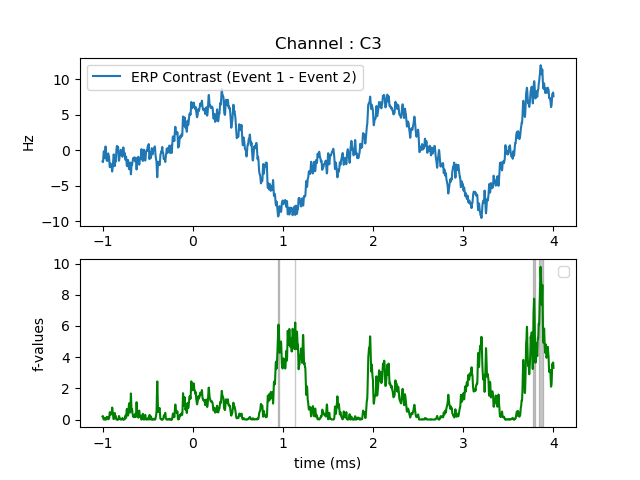 Channel : C3
ERP Contrast (Event 1 - Event 2)
Hz
10
5
0
−5
−10
−1 0 1 2 3 4
f-values
10
8
6
4
2
0
−1 0 1 2 3 4
time (ms)